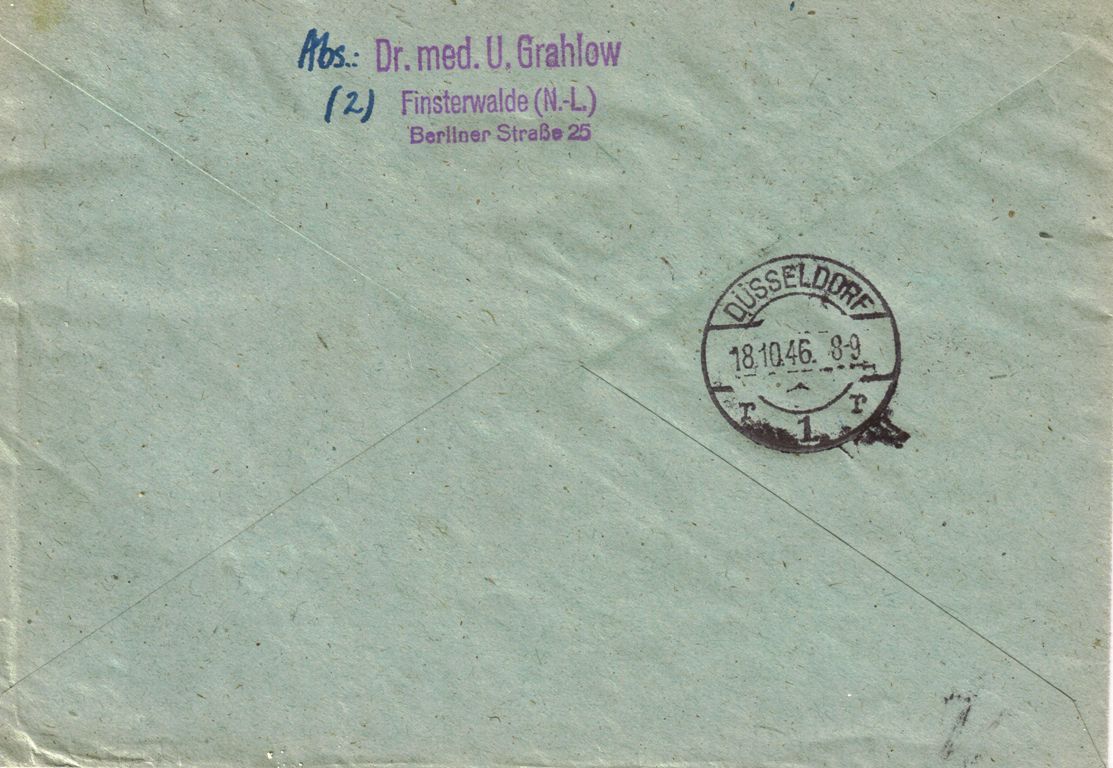 Abs.: Dr. med. U. Grahlow
(2) Finsterwalde (N.-L.)
Berliner Straße 25
DÜSSELDORF
18.10.46. 8-9
r 1 r